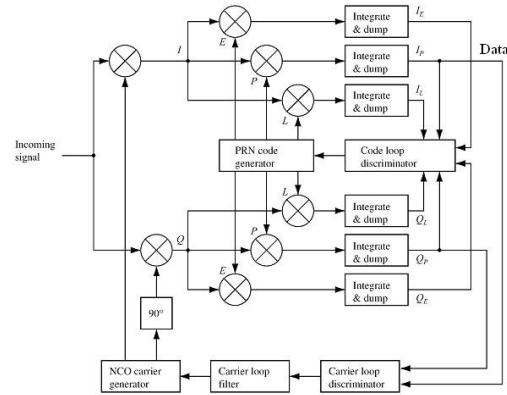 Integrate
& dump
I_E
E
I
Integrate
& dump
I_P
Data
P
Integrate
& dump
I_L
L
Incoming
signal
PRN code
generator
Code loop
discriminator
L
Integrate
& dump
Q_L
P
Q
Integrate
& dump
Q_P
E
Integrate
& dump
Q_E
90°
NCO carrier
generator
Carrier loop
filter
Carrier loop
discriminator